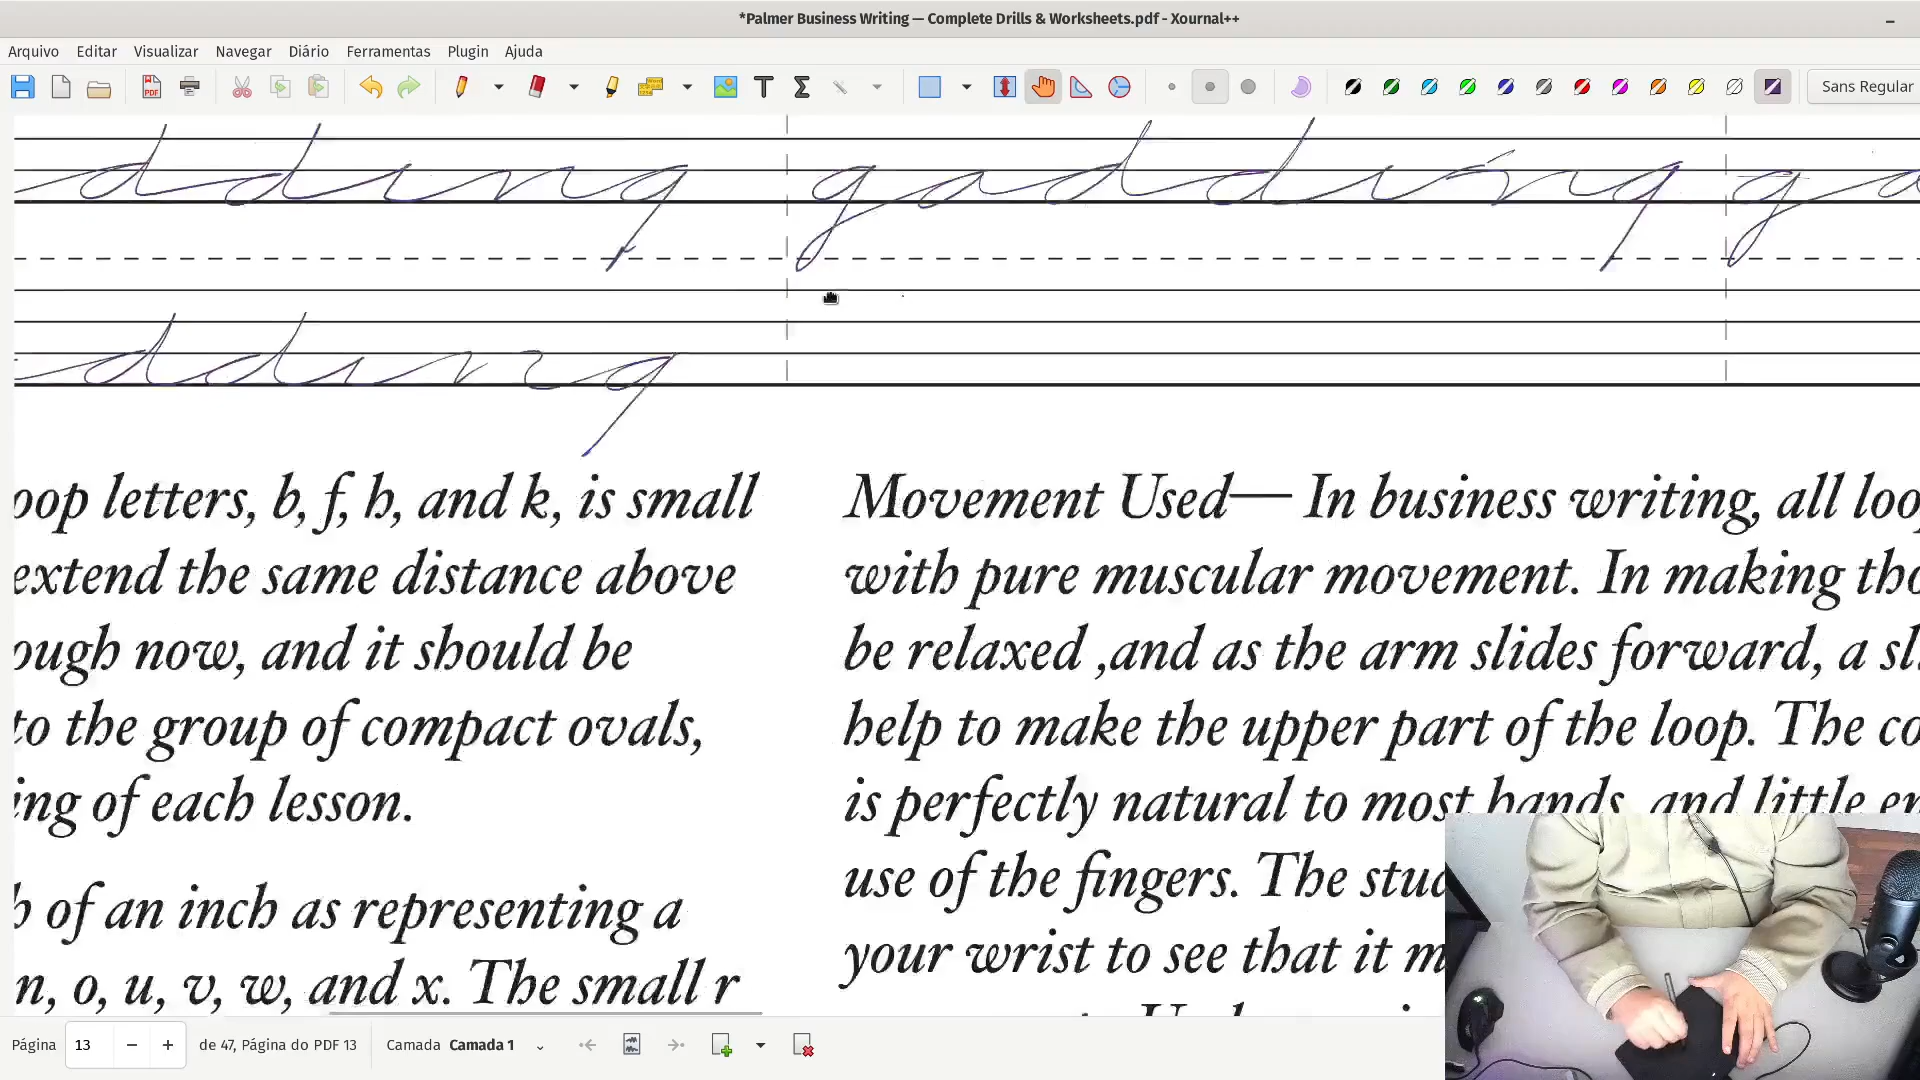 *Palmer Business Writing — Complete Drills & Worksheets.pdf - Xournal++
Arquivo Editar Visualizar Navegar Diário Ferramentas Plugin Ajuda
Sans Regular
dding gadding ga
dding
oop letters, b, f, h, and k, is small
extend the same distance above
ough now, and it should be
to the group of compact ovals,
ing of each lesson.
h of an inch as representing a
n, o, u, v, w, and x. The small r
Movement Used— In business writing, all loo
with pure muscular movement. In making tho
be relaxed ,and as the arm slides forward, a sl
help to make the upper part of the loop. The co
is perfectly natural to most hands, and little en
use of the fingers. The stud
your wrist to see that it m
Página 13 de 47, Página do PDF 13 Camada Camada 1